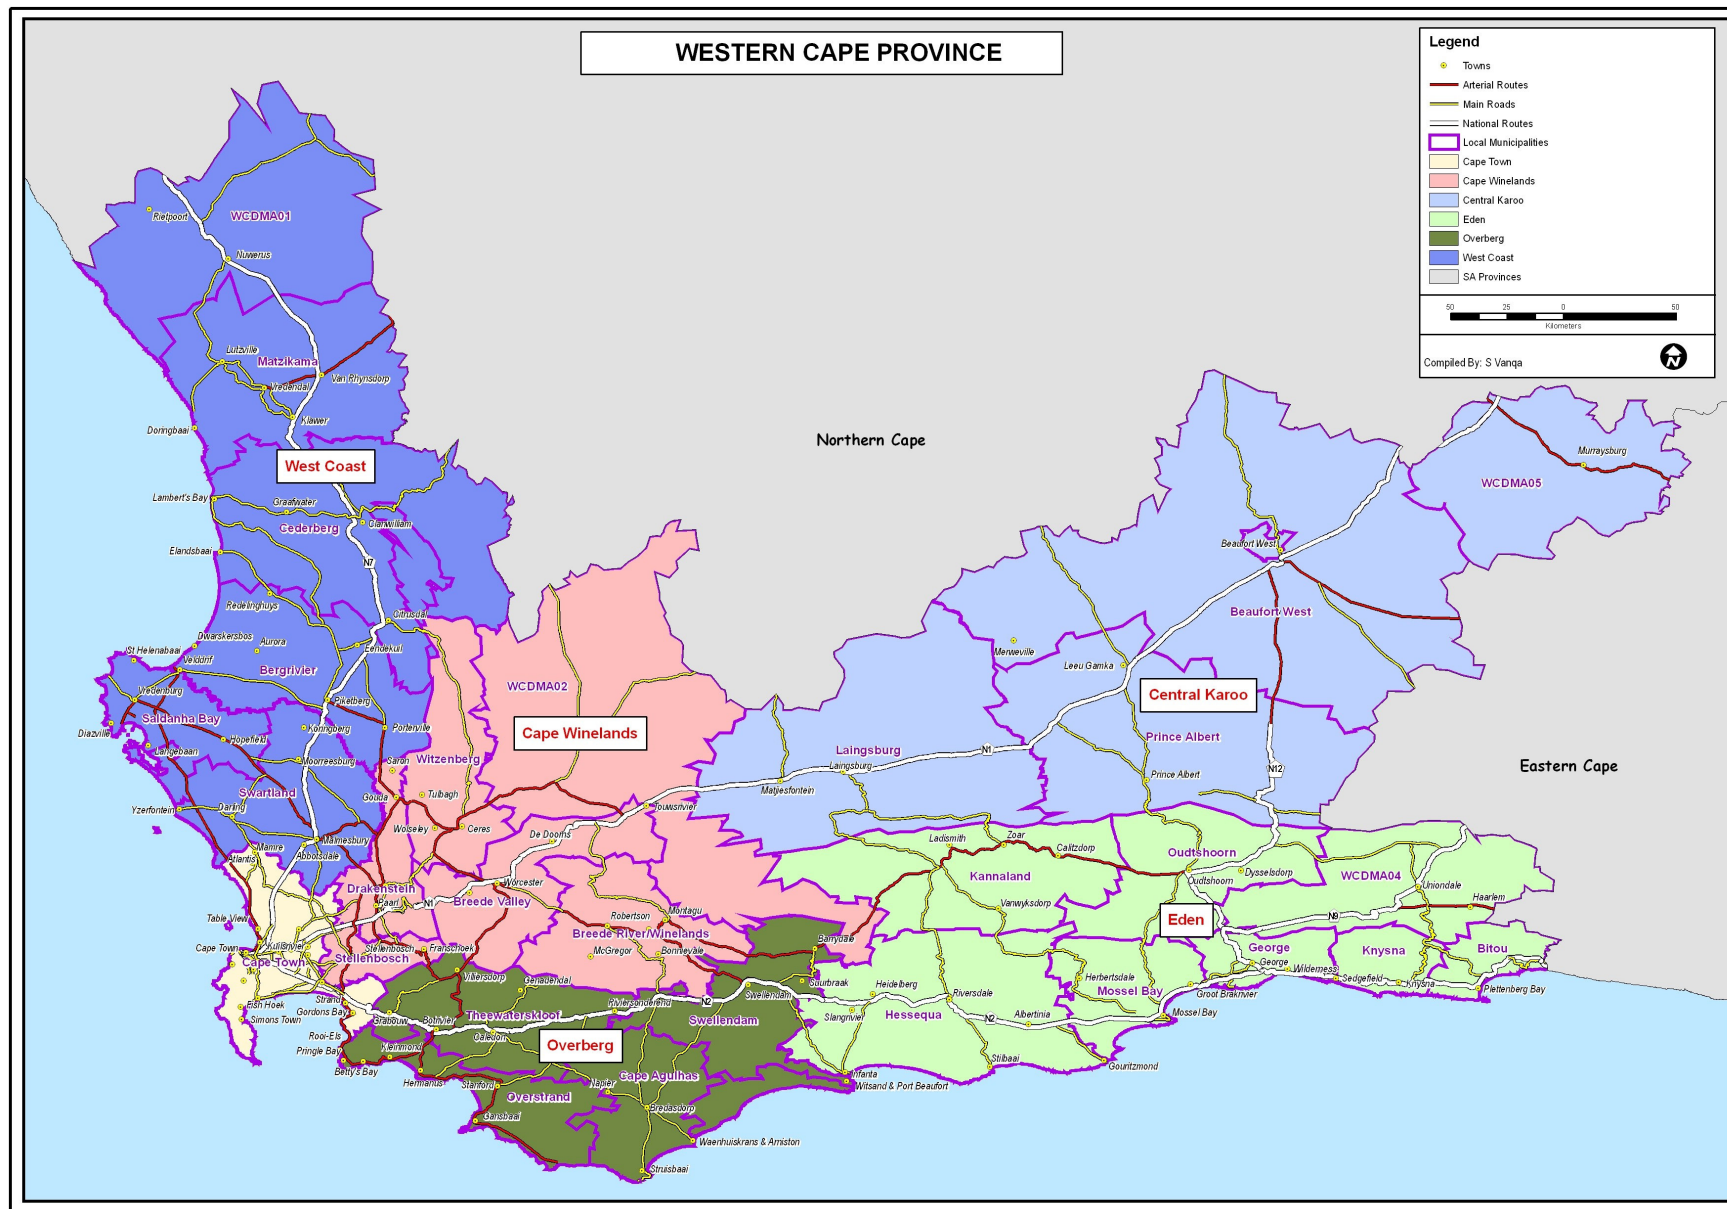 WESTERN CAPE PROVINCE
Legend
Towns
Arterial Routes
Main Roads
National Routes
Local Municipalities
Cape Town
Cape Winelands
Central Karoo
Eden
Overberg
West Coast
SA Provinces
50 25 0 50
Kilometers
Compiled By: S Vanqa
N
Northern Cape
Eastern Cape
WCDMA01
Rietpoort
Nuwerus
Lutzville
Matzikama
Van Rhynsdorp
Vredendal
Klawer
Doringbaai
West Coast
Lambert's Bay
Graafwater
Cederberg
Clanwilliam
Elandsbaai
N7
Redelinghuys
Citrusdal
Dwarskersbos
Aurora
Eendekuil
St Helenabaai
Velddrif
Bergrivier
Vredenburg
Piketberg
Saldanha Bay
Koringberg
Porterville
Diazville
Hopefield
Langebaan
Moorreesburg
Swartland
Yzerfontein
Darling
Malmesbury
Abbotsdale
Mamre
Atlantis
Table View
Cape Town
Kuilsrivier
Cape Town
Fish Hoek
Simons Town
Strand
Gordons Bay
Rooi-Els
Pringle Bay
Betty's Bay
Kleinmond
Hermanus
WCDMA02
Cape Winelands
Witzenberg
Saron
Gouda
Tulbagh
Wolseley
Ceres
De Doorns
Touwsrivier
Drakenstein
Paarl
N1
Worcester
Breede Valley
Stellenbosch
Franschoek
Stellenbosch
Robertson
Montagu
Breede River/Winelands
McGregor
Bonnievale
Villiersdorp
Genadendal
Grabouw
Botrivier
Theewaterskloof
Caledon
Riviersonderend
N2
Swellendam
Swellendam
Barrydale
Suurbraak
Overberg
Stanford
Overstrand
Gansbaai
Napier
Cape Agulhas
Bredasdorp
Waenhuiskrans & Arniston
Struisbaai
Infanta
Witsand & Port Beaufort
Murraysburg
WCDMA05
Beaufort West
Beaufort West
Merweville
Leeu Gamka
Central Karoo
Laingsburg
Laingsburg
Matjesfontein
N1
Prince Albert
Prince Albert
N12
Ladismith
Zoar
Calitzdorp
Kannaland
Vanwyksdorp
Oudtshoorn
Oudtshoorn
Dysselsdorp
WCDMA04
Uniondale
Haarlem
N9
Eden
George
George
Wilderness
Knysna
Sedgefield
Knysna
Bitou
Plettenberg Bay
Herbertsdale
Mossel Bay
Groot Brakrivier
Mossel Bay
Heidelberg
Slangrivier
Hessequa
Riversdale
N2
Albertinia
Stilbaai
Gouritzmond